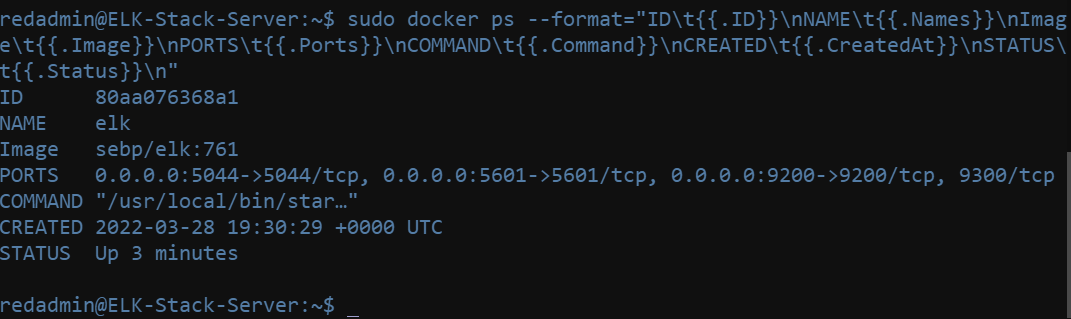 redadmin@ELK-Stack-Server:~$ sudo docker ps --format="ID\t{{.ID}}\nNAME\t{{.Names}}\nImag
e\t{{.Image}}\nPORTS\t{{.Ports}}\nCOMMAND\t{{.Command}}\nCREATED\t{{.CreatedAt}}\nSTATUS\
t{{.Status}}\n"
ID      80aa076368a1
NAME    elk
Image   sebp/elk:761
PORTS   0.0.0.0:5044->5044/tcp, 0.0.0.0:5601->5601/tcp, 0.0.0.0:9200->9200/tcp, 9300/tcp
COMMAND "/usr/local/bin/star…"
CREATED 2022-03-28 19:30:29 +0000 UTC
STATUS  Up 3 minutes
redadmin@ELK-Stack-Server:~$ _